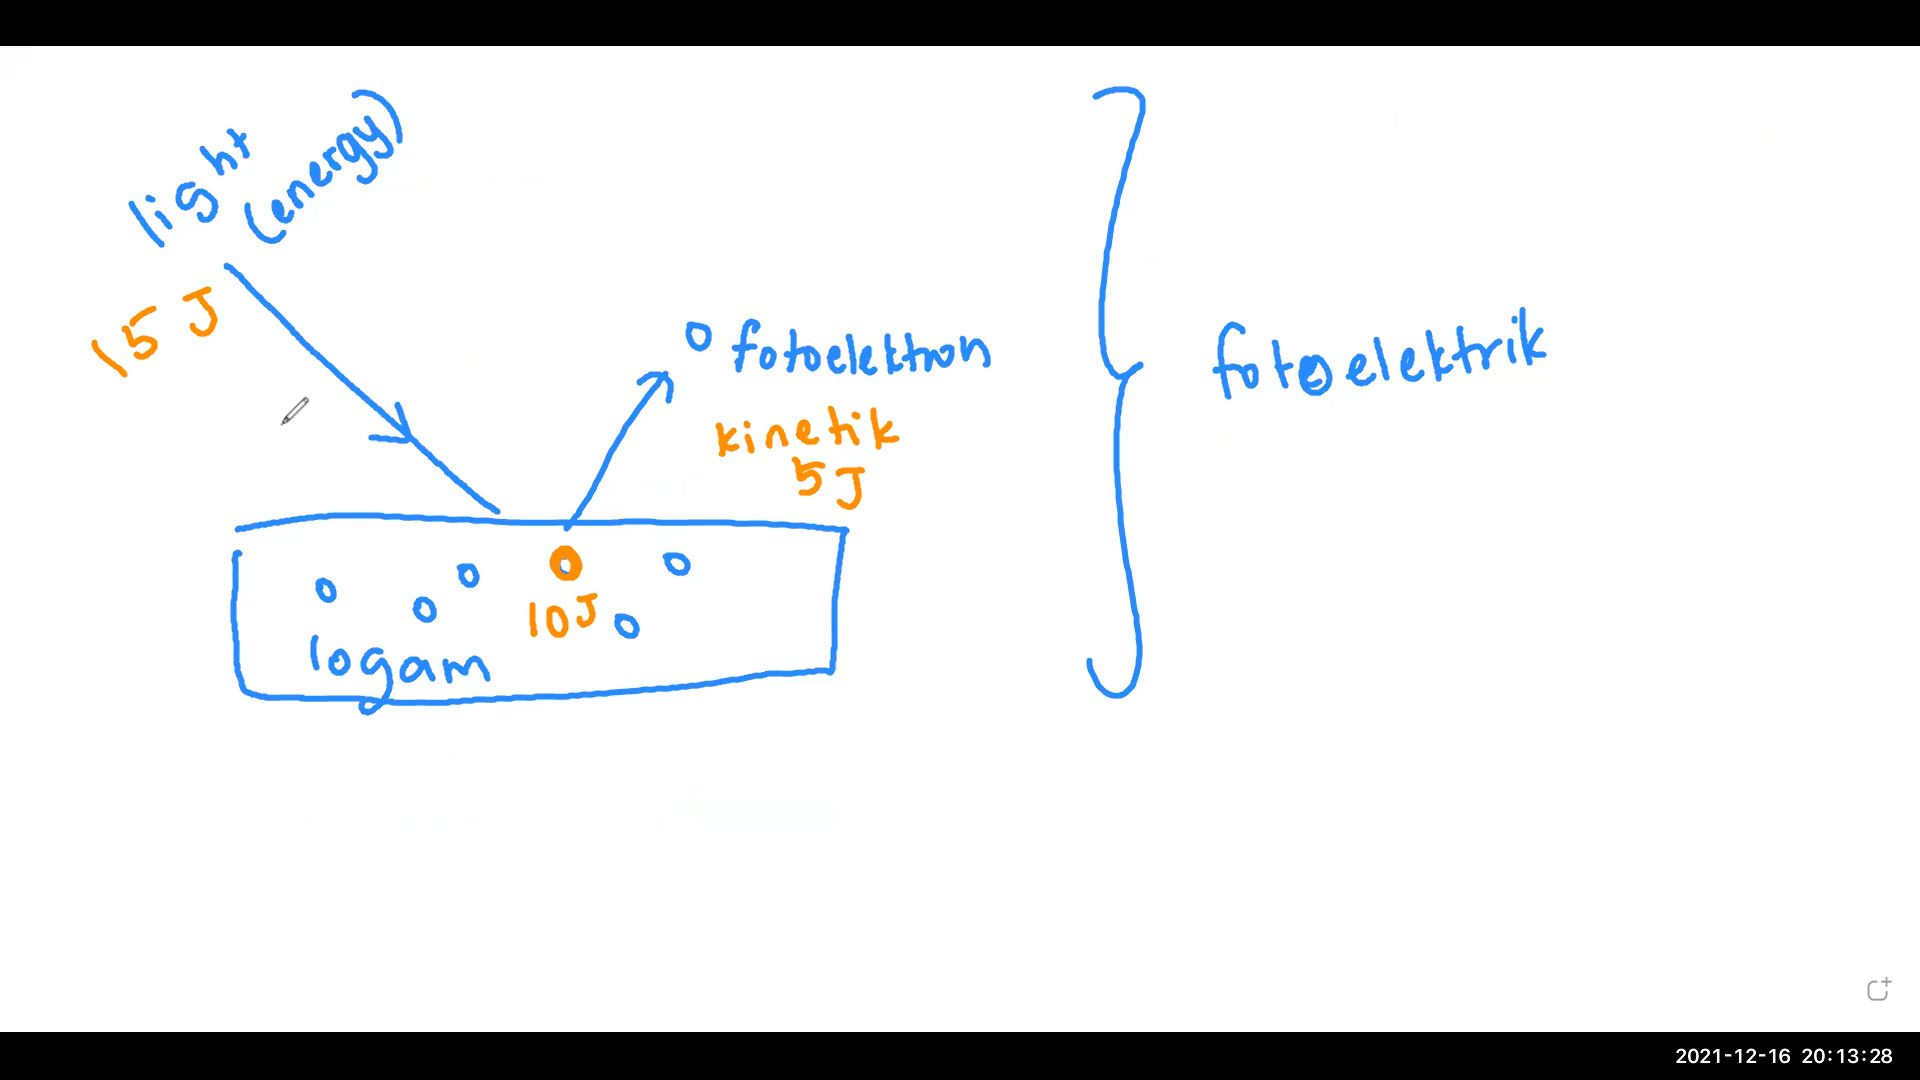 light
(energy)
15 J
fotoelektron
kinetik
5 J
10 J
logam
fotoelektrik
2021-12-16 20:13:28